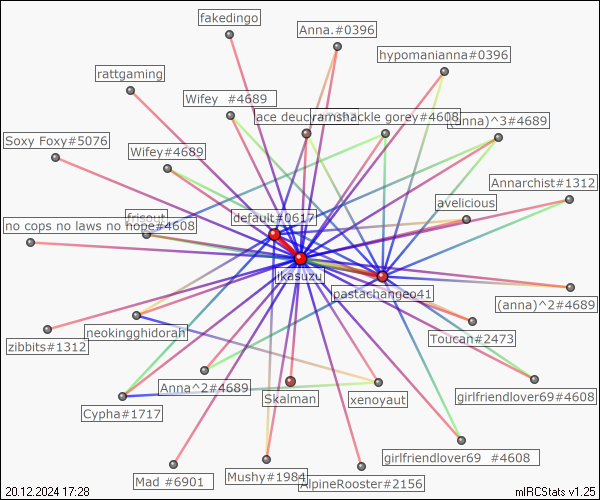 fakedingo
Anna.#0396
hypomanianna#0396
rattgaming
Wifey #4689
ace deucy
ramshackle gorey#4608
(anna)^3#4689
Soxy Foxy#5076
Wifey#4689
Annarchist#1312
avelicious
frisout
default#0617
no cops no laws no hope#4608
ikasuzu
pastachangeo41
(anna)^2#4689
neokingghidorah
Toucan#2473
zibbits#1312
Anna^2#4689
Skalman
xenoyaut
girlfriendlover69#4608
Cypha#1717
girlfriendlover69 #4608
Mad #6901
Mushy#1984
AlpineRooster#2156
20.12.2024 17:28
mIRCStats v1.25